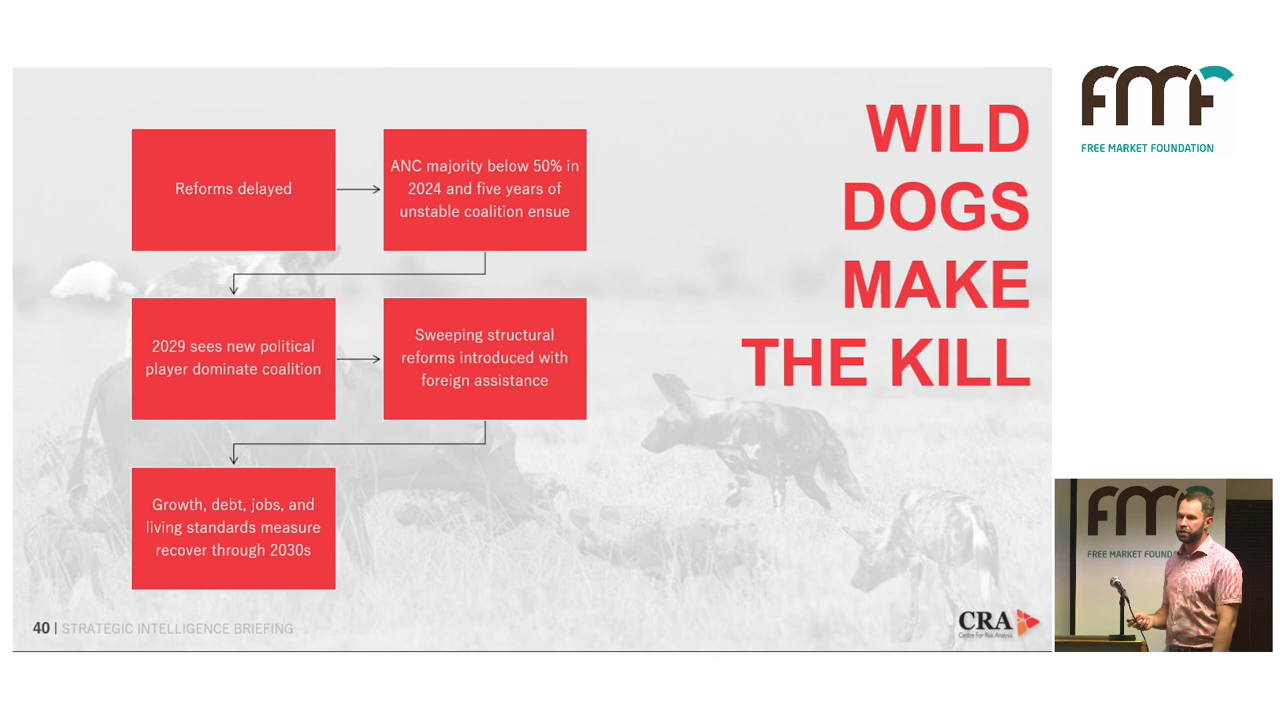 WILD
DOGS
MAKE
THE KILL
Reforms delayed
ANC majority below 50% in
2024 and five years of
unstable coalition ensue
2029 sees new political
player dominate coalition
Sweeping structural
reforms introduced with
foreign assistance
Growth, debt, jobs, and
living standards measure
recover through 2030s
40 | STRATEGIC INTELLIGENCE BRIEFING
CRA
Centre For Risk Analysis
FMF
FREE MARKET FOUNDATION
FMF
FREE MARKET FOUNDA